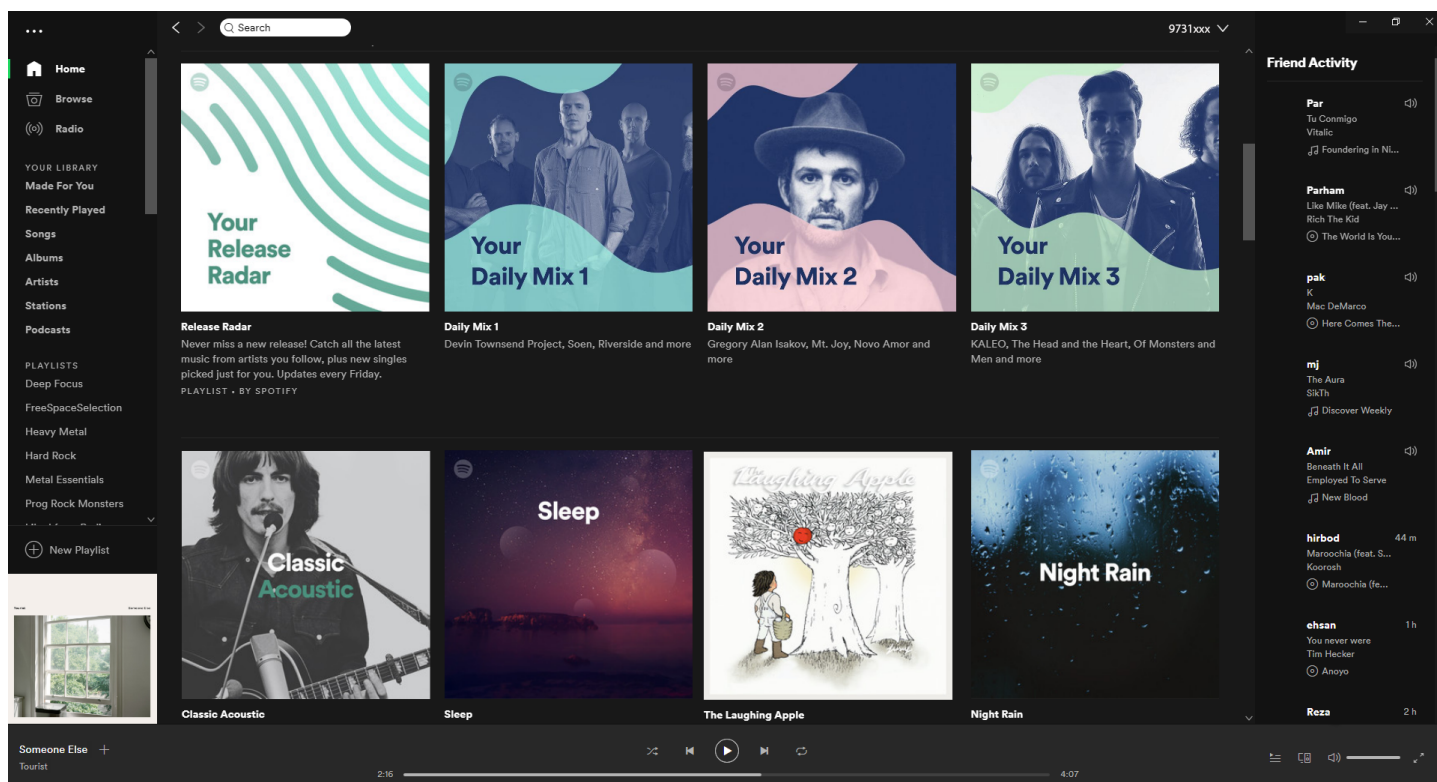 Search
9731xxx
Home
Browse
Radio
YOUR LIBRARY
Made For You
Recently Played
Songs
Albums
Artists
Stations
Podcasts
PLAYLISTS
Deep Focus
FreeSpaceSelection
Heavy Metal
Hard Rock
Metal Essentials
Prog Rock Monsters
New Playlist
Tourist
Someone Else
Your
Release
Radar
Release Radar
Never miss a new release! Catch all the latest
music from artists you follow, plus new singles
picked just for you. Updates every Friday.
PLAYLIST • BY SPOTIFY
Your
Daily Mix 1
Daily Mix 1
Devin Townsend Project, Soen, Riverside and more
Your
Daily Mix 2
Daily Mix 2
Gregory Alan Isakov, Mt. Joy, Novo Amor and
more
Your
Daily Mix 3
Daily Mix 3
KALEO, The Head and the Heart, Of Monsters and
Men and more
Classic
Acoustic
Classic Acoustic
Sleep
Sleep
The Laughing Apple
The Laughing Apple
Night Rain
Night Rain
Friend Activity
Par
Tu Conmigo
Vitalic
Foundering in Ni...
Parham
Like Mike (feat. Jay ...
Rich The Kid
The World Is You...
pak
K
Mac DeMarco
Here Comes The...
mj
The Aura
SikTh
Discover Weekly
Amir
Beneath It All
Employed To Serve
New Blood
hirbod 44 m
Maroochia (feat. S...
Koorosh
Maroochia (fe...
ehsan 1 h
You never were
Tim Hecker
Anoyo
Reza 2 h
Someone Else
Tourist
2:16
4:07